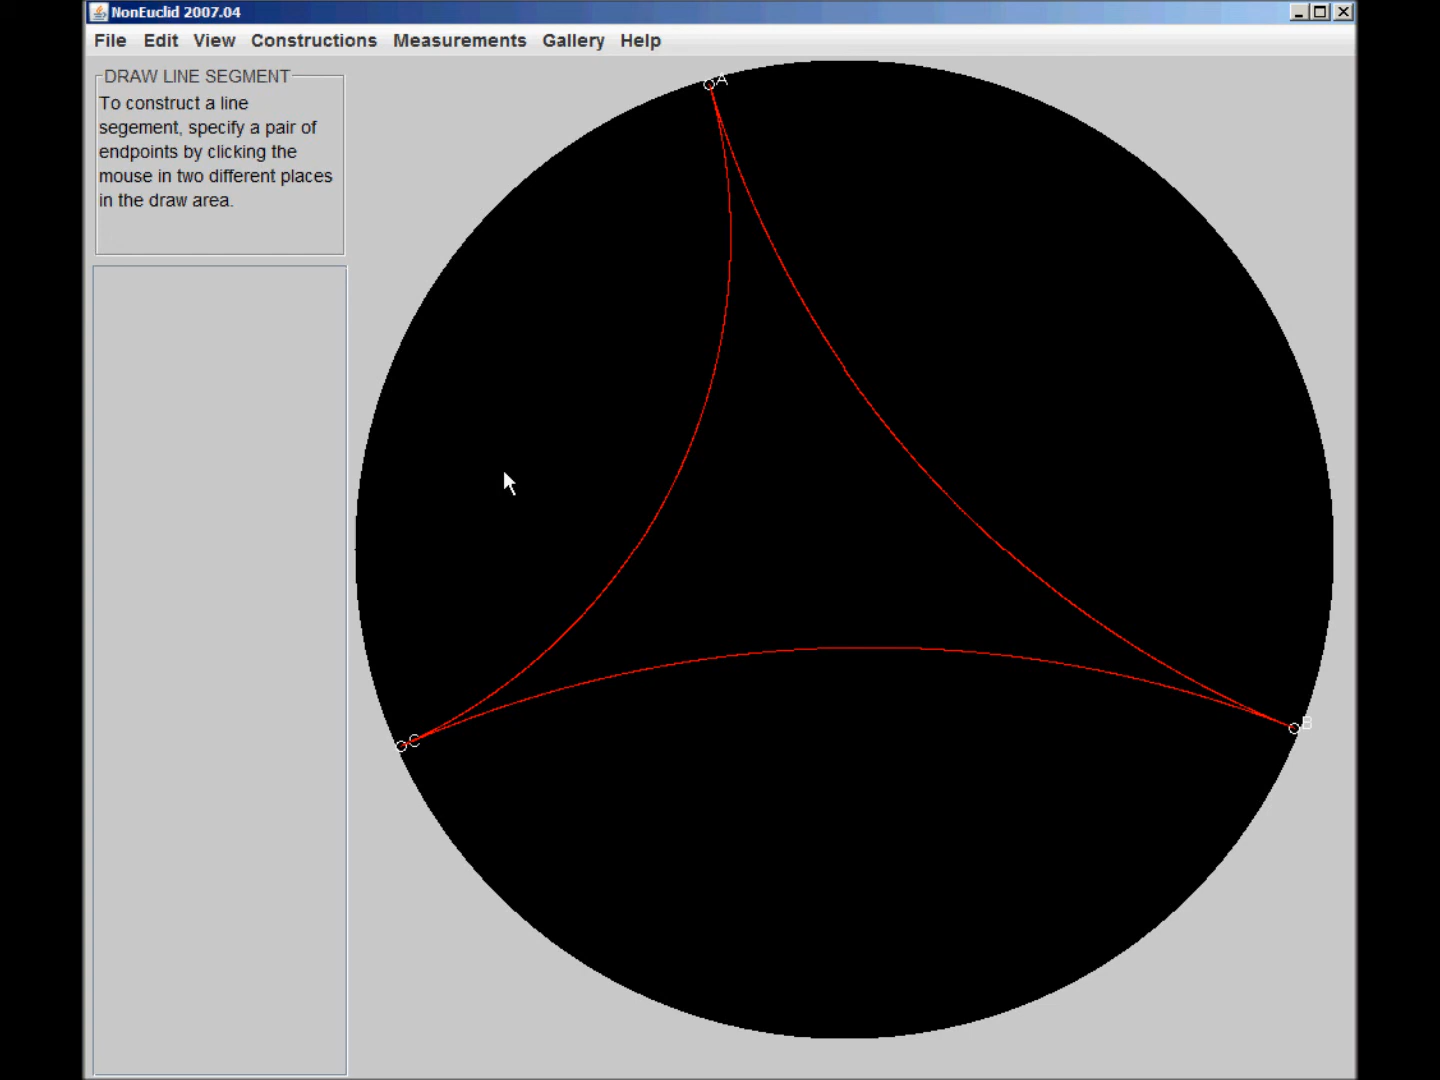 NonEuclid 2007.04
File Edit View Constructions Measurements Gallery Help
DRAW LINE SEGMENT
To construct a line
segement, specify a pair of
endpoints by clicking the
mouse in two different places
in the draw area.
A
C
B